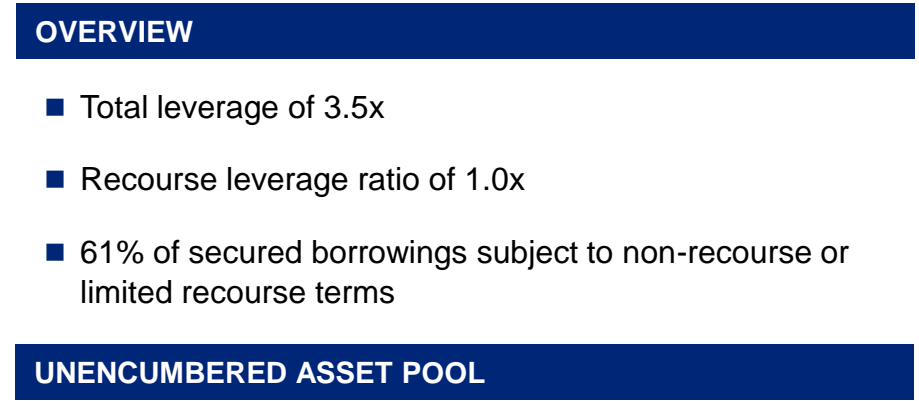 OVERVIEW
■ Total leverage of 3.5x
■ Recourse leverage ratio of 1.0x
■ 61% of secured borrowings subject to non-recourse or
limited recourse terms
UNENCUMBERED ASSET POOL